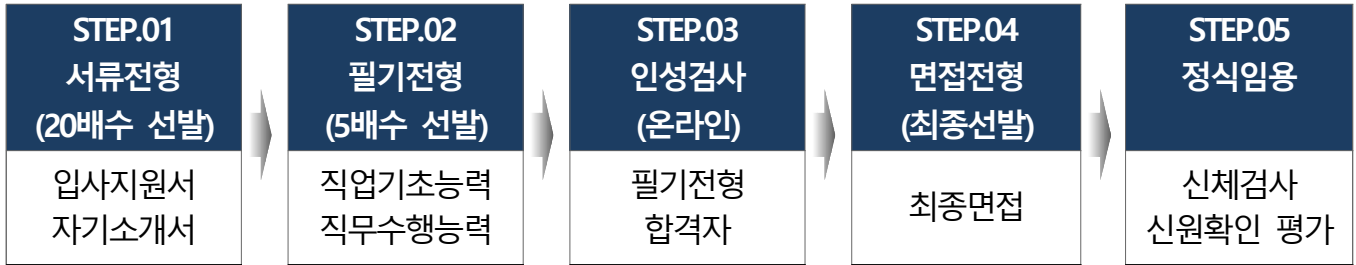 STEP.01
서류전형
(20배수 선발)
입사지원서
자기소개서
STEP.02
필기전형
(5배수 선발)
직업기초능력
직무수행능력
STEP.03
인성검사
(온라인)
필기전형
합격자
STEP.04
면접전형
(최종선발)
최종면접
STEP.05
정식임용
신체검사
신원확인 평가